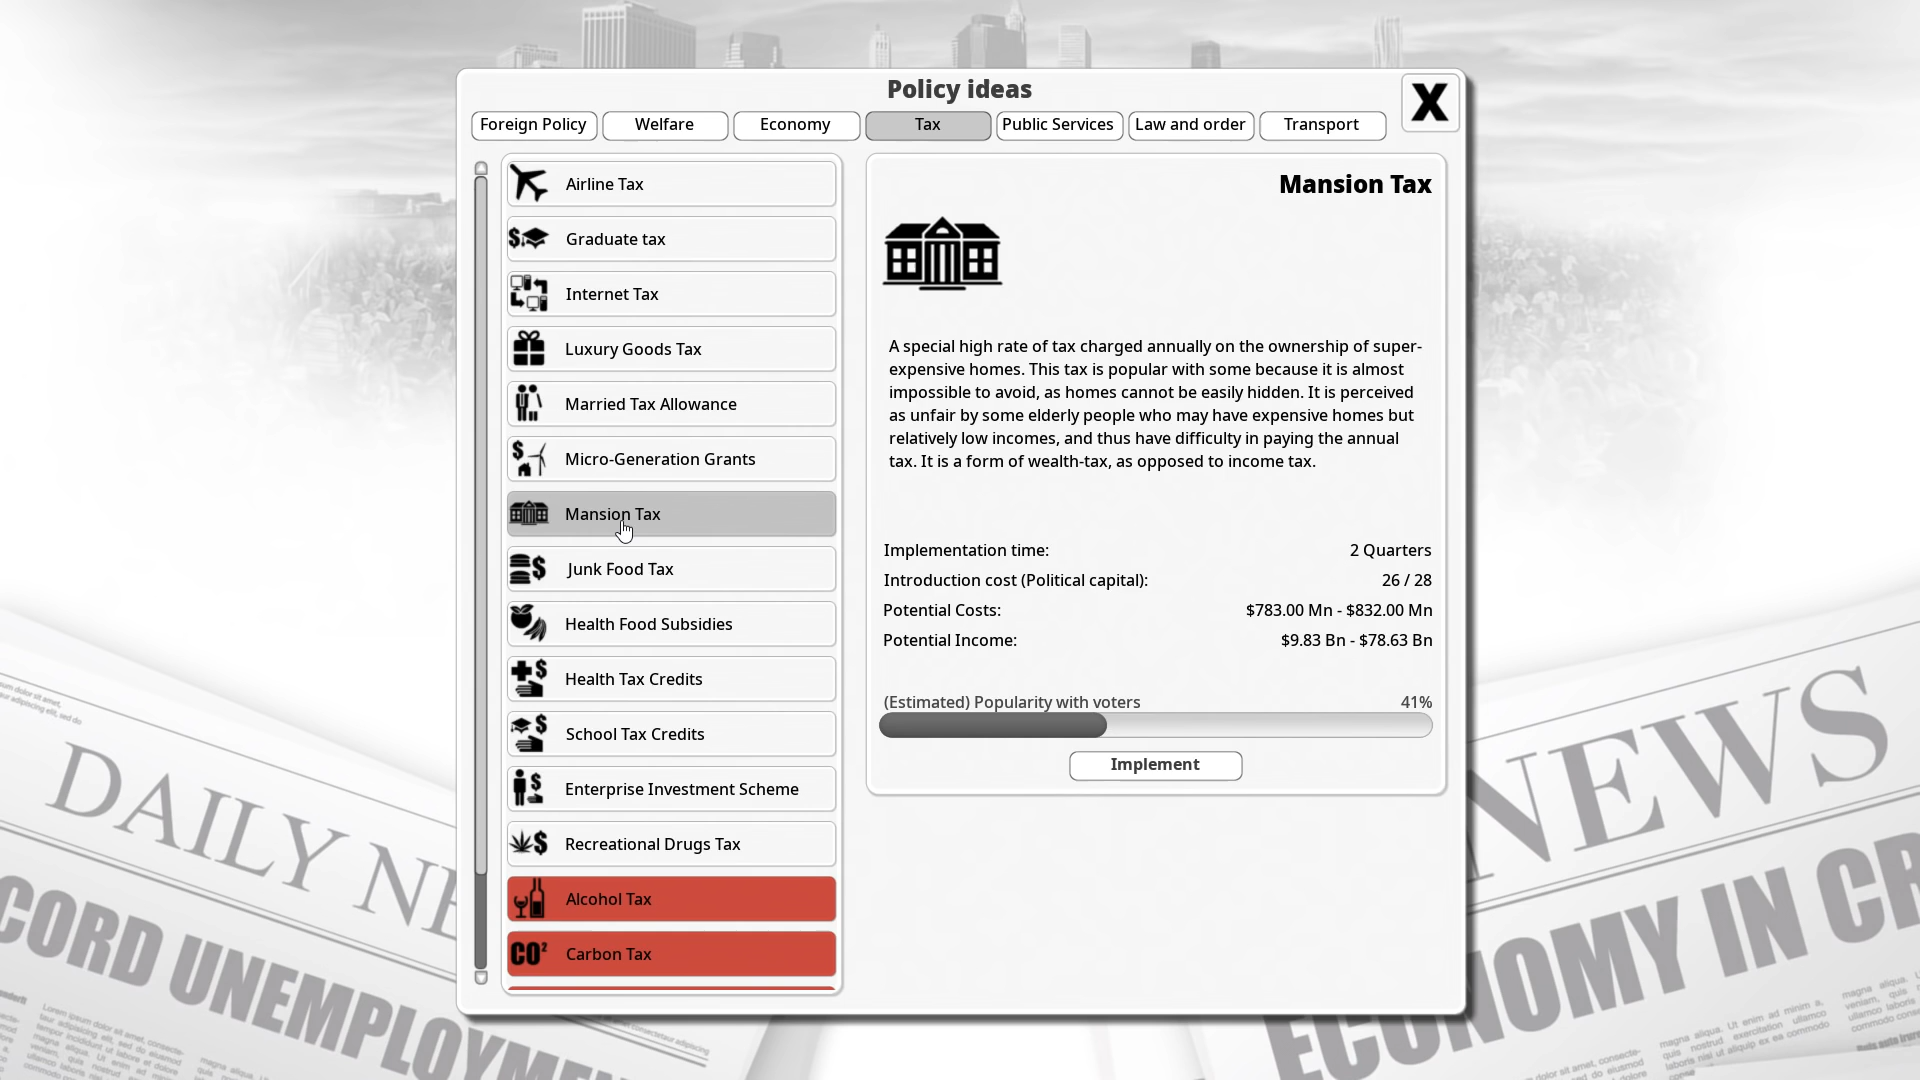 Policy ideas
X
Foreign Policy
Welfare
Economy
Tax
Public Services
Law and order
Transport
Airline Tax
Graduate tax
Internet Tax
Luxury Goods Tax
Married Tax Allowance
Micro-Generation Grants
Mansion Tax
Junk Food Tax
Health Food Subsidies
Health Tax Credits
School Tax Credits
Enterprise Investment Scheme
Recreational Drugs Tax
Alcohol Tax
CO²
Carbon Tax
Mansion Tax
A special high rate of tax charged annually on the ownership of super-
expensive homes. This tax is popular with some because it is almost
impossible to avoid, as homes cannot be easily hidden. It is perceived
as unfair by some elderly people who may have expensive homes but
relatively low incomes, and thus have difficulty in paying the annual
tax. It is a form of wealth-tax, as opposed to income tax.
Implementation time: 2 Quarters
Introduction cost (Political capital): 26 / 28
Potential Costs: $783.00 Mn - $832.00 Mn
Potential Income: $9.83 Bn - $78.63 Bn
(Estimated) Popularity with voters 41%
Implement
DAILY NE
CORD UNEMPLOYME
NEWS
ECONOMY IN CR